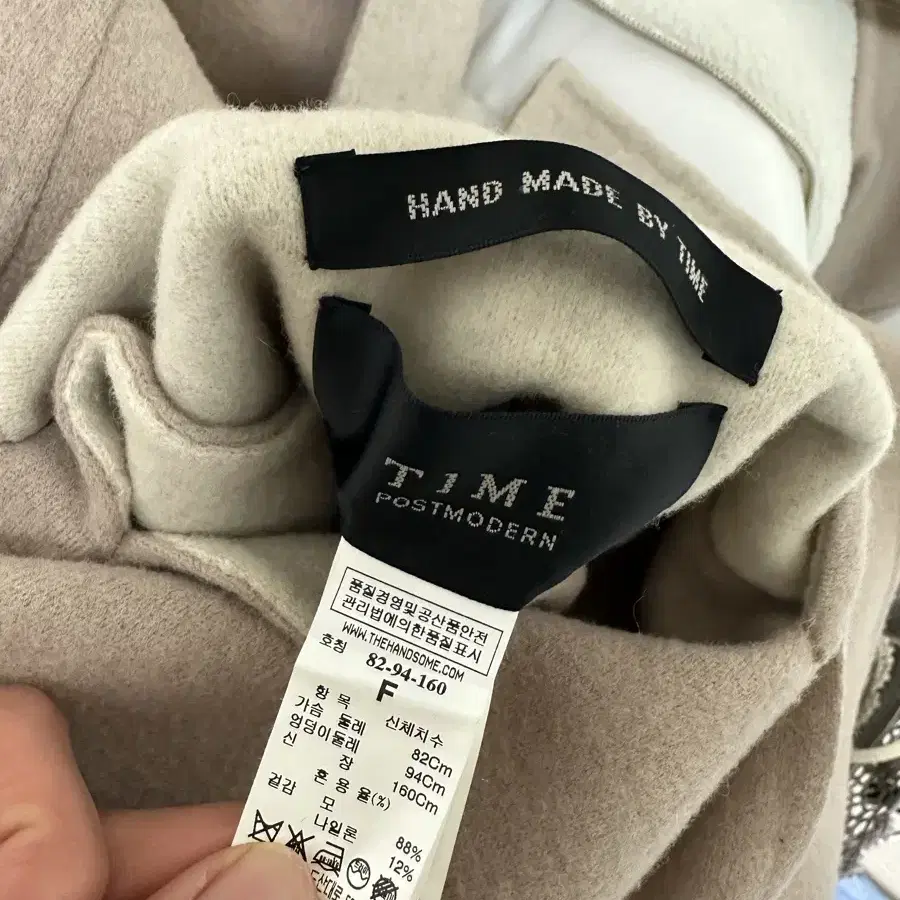 HAND MADE BY TIME
TIME
POSTMODERN
품질경영및공산품안전
관리법에의한품질표시
WWW.THEHANDSOME.COM
호칭
82-94-160
F
항 목 신체치수
가슴 둘레 82Cm
엉덩이둘레 94Cm
신 장 160Cm
혼 용 율(%)
겉감 모 88%
나일론 12%